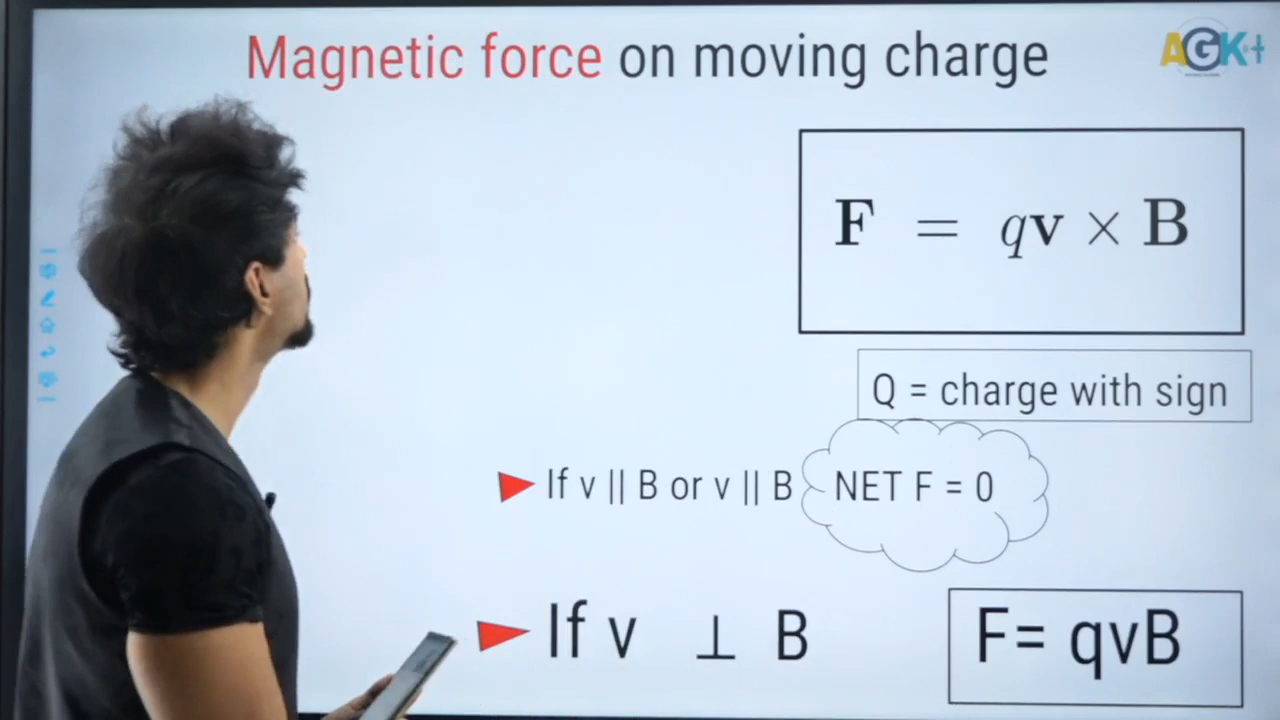 Magnetic force on moving charge
AGK+
F = qv × B
Q = charge with sign
If v || B or v || B NET F = 0
If v ⊥ B F= qvB